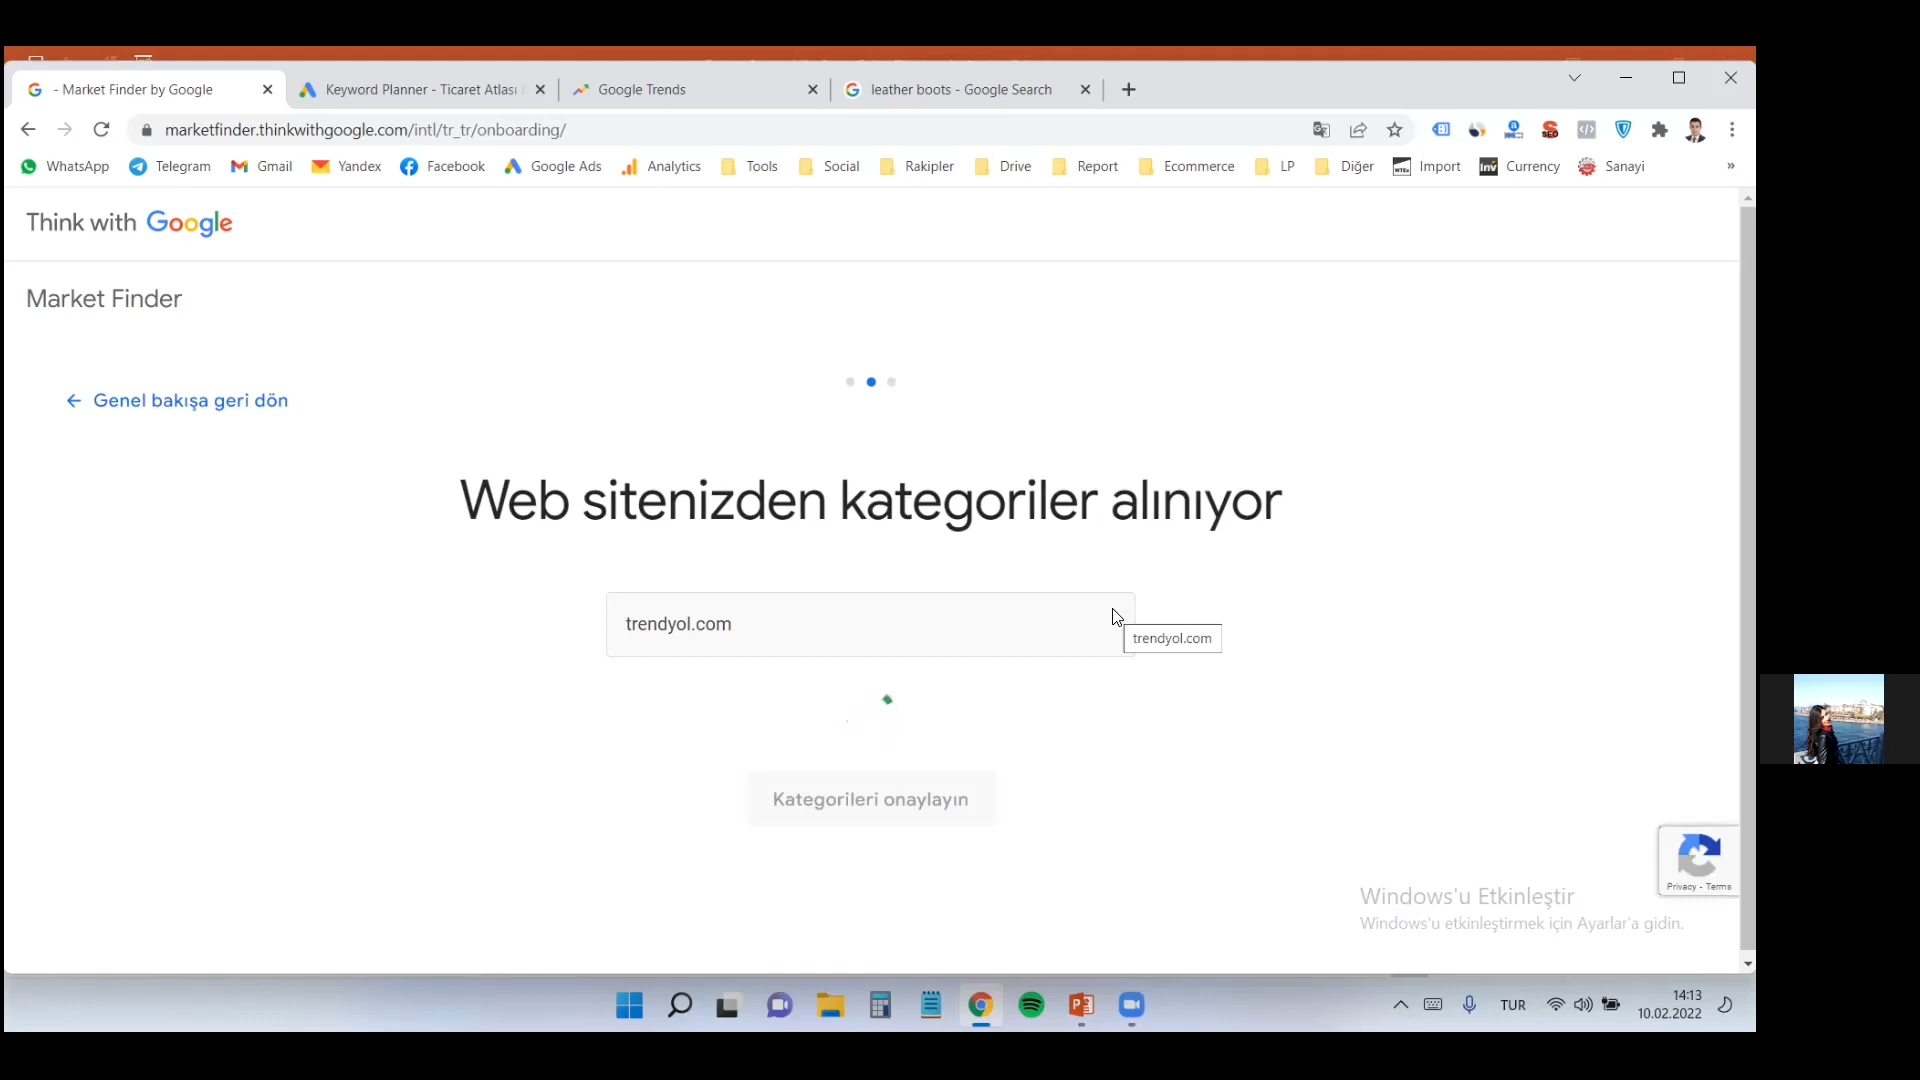 - Market Finder by Google
Keyword Planner - Ticaret Atlası
Google Trends
leather boots - Google Search
marketfinder.thinkwithgoogle.com/intl/tr_tr/onboarding/
WhatsApp
Telegram
Gmail
Yandex
Facebook
Google Ads
Analytics
Tools
Social
Rakipler
Drive
Report
Ecommerce
LP
Diğer
Import
Currency
Sanayi
»
Think with Google
Market Finder
Genel bakışa geri dön
Web sitenizden kategoriler alınıyor
trendyol.com
trendyol.com
Kategorileri onaylayın
Privacy - Terms
Windows'u Etkinleştir
Windows'u etkinleştirmek için Ayarlar'a gidin.
TUR
14:13
10.02.2022